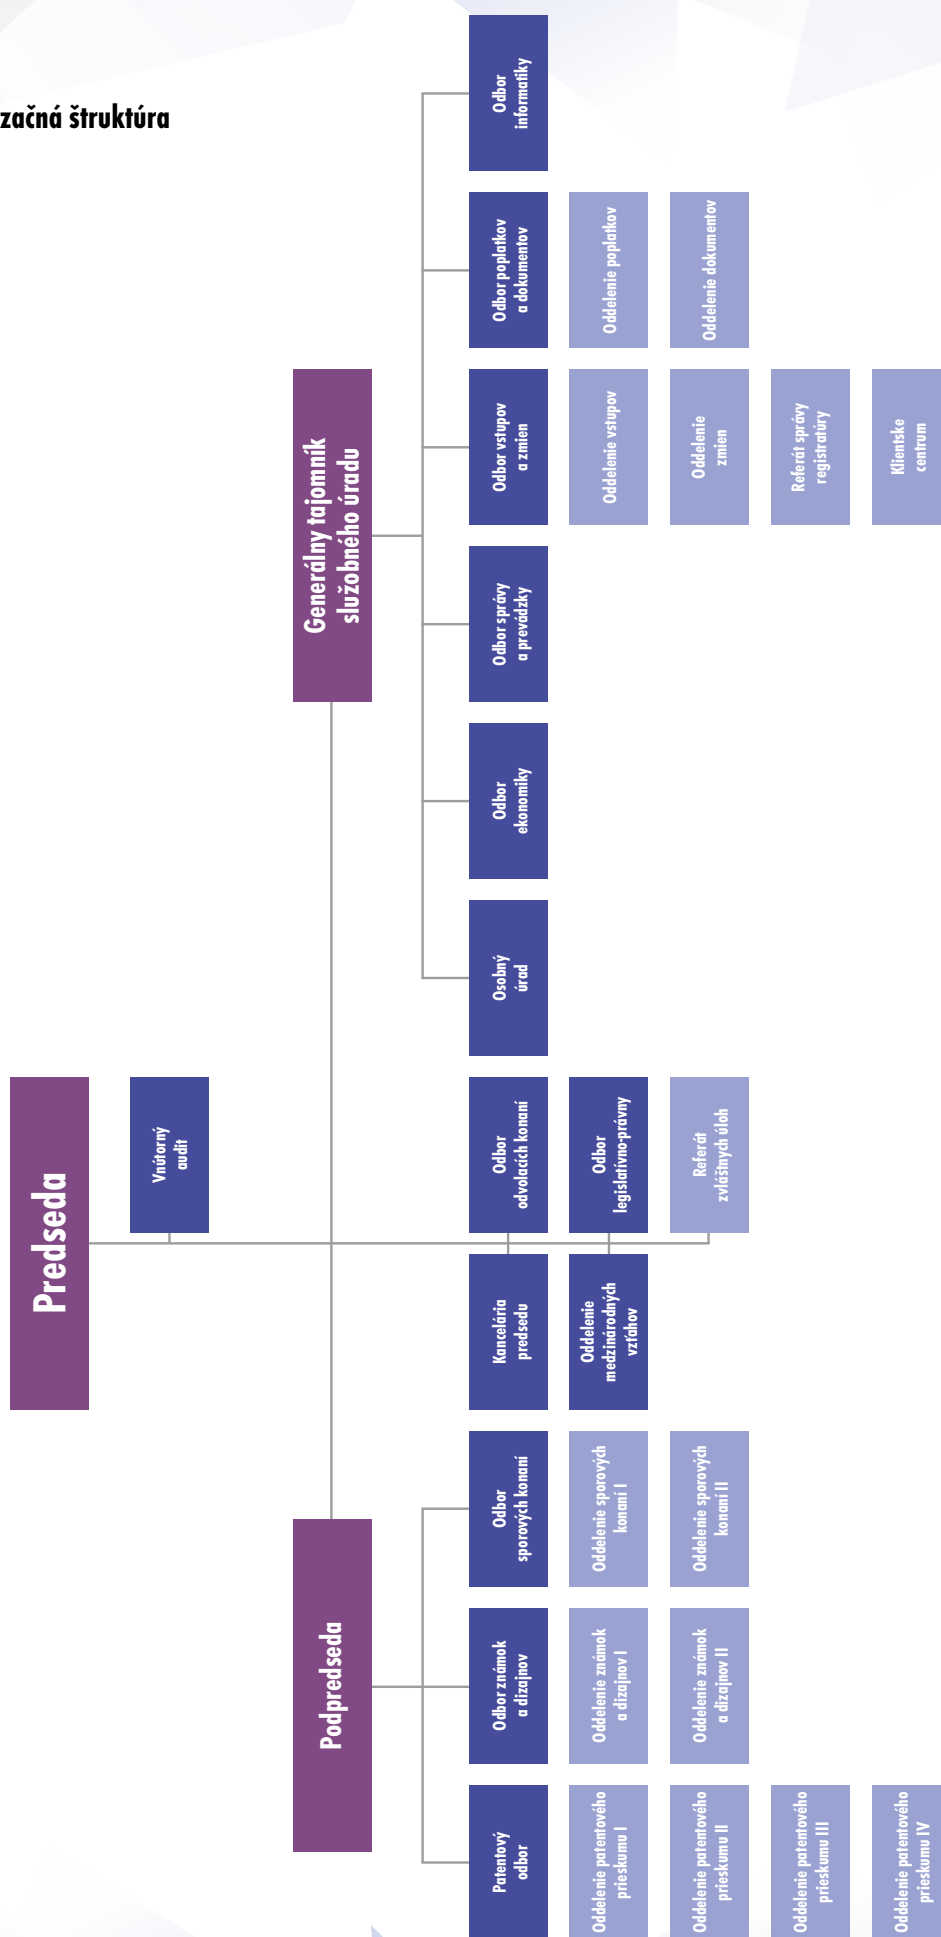 začná štruktúra
Predseda
Vnútorný
audit
Podpredseda
Generálny tajomník
služobného úradu
Patentový
odbor
Oddelenie patentového
prieskumu I
Oddelenie patentového
prieskumu II
Oddelenie patentového
prieskumu III
Oddelenie patentového
prieskumu IV
Odbor známok
a dizajnov
Oddelenie známok
a dizajnov I
Oddelenie známok
a dizajnov II
Odbor
sporových konaní
Oddelenie sporových
konaní I
Oddelenie sporových
konaní II
Kancelária
predsedu
Oddelenie
medzinárodných
vzťahov
Odbor
odvolacích konaní
Odbor
legislatívno-právny
Referát
zvláštnych úloh
Osobný
úrad
Odbor
ekonomiky
Odbor správy
a prevádzky
Odbor vstupov
a zmien
Oddelenie vstupov
Oddelenie
zmien
Referát správy
registratúry
Klientske
centrum
Odbor poplatkov
a dokumentov
Oddelenie poplatkov
Oddelenie dokumentov
Odbor
informatiky